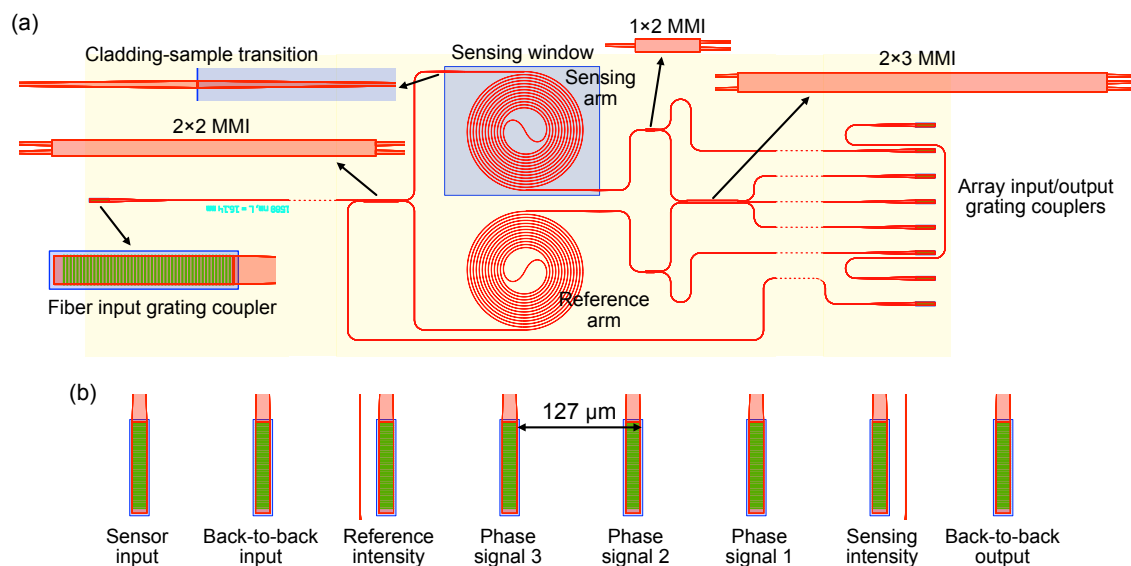 (a)
1×2 MMI
Cladding-sample transition
Sensing window
2×3 MMI
Sensing
arm
2×2 MMI
Array input/output
grating couplers
Reference
arm
Fiber input grating coupler
(b)
127 µm
Sensor
input
Back-to-back
input
Reference
intensity
Phase
signal 3
Phase
signal 2
Phase
signal 1
Sensing
intensity
Back-to-back
output